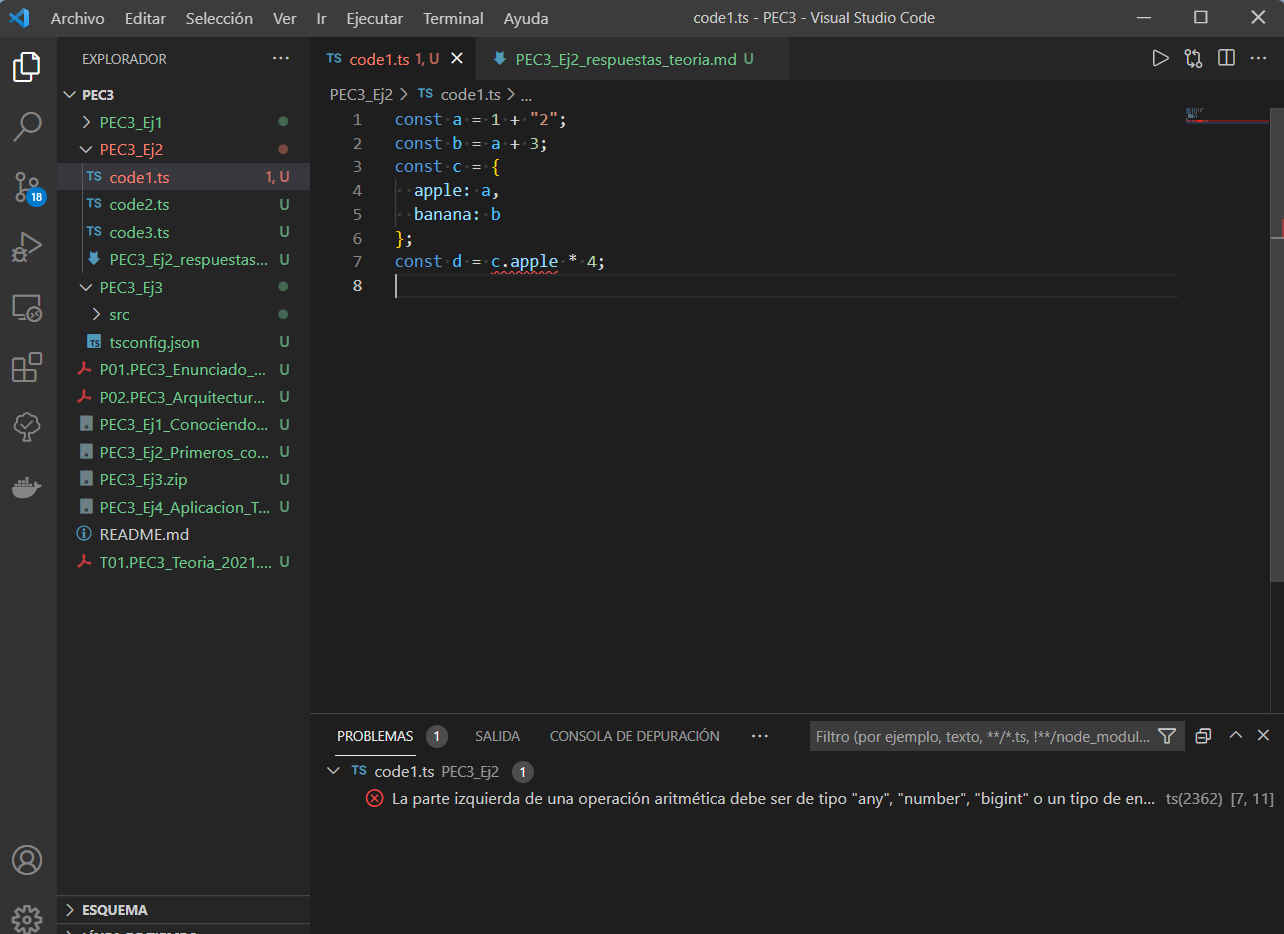 Archivo Editar Selección Ver Ir Ejecutar Terminal Ayuda code1.ts - PEC3 - Visual Studio Code
EXPLORADOR ···
PEC3
PEC3_Ej1
PEC3_Ej2
TS code1.ts 1, U
TS code2.ts U
TS code3.ts U
PEC3_Ej2_respuestas... U
PEC3_Ej3
src
TS tsconfig.json U
P01.PEC3_Enunciado_... U
P02.PEC3_Arquitectur... U
PEC3_Ej1_Conociendo... U
PEC3_Ej2_Primeros_co... U
PEC3_Ej3.zip U
PEC3_Ej4_Aplicacion_T... U
README.md
T01.PEC3_Teoria_2021.... U
18
ESQUEMA
TS code1.ts 1, U PEC3_Ej2_respuestas_teoria.md U
PEC3_Ej2 > TS code1.ts > ...
1 const a = 1 + "2";
2 const b = a + 3;
3 const c = {
4 apple: a,
5 banana: b
6 };
7 const d = c.apple * 4;
8
PROBLEMAS 1 SALIDA CONSOLA DE DEPURACIÓN ··· Filtro (por ejemplo, texto, **/*.ts, !**/node_modul...
TS code1.ts PEC3_Ej2 1
La parte izquierda de una operación aritmética debe ser de tipo "any", "number", "bigint" o un tipo de en... ts(2362) [7, 11]